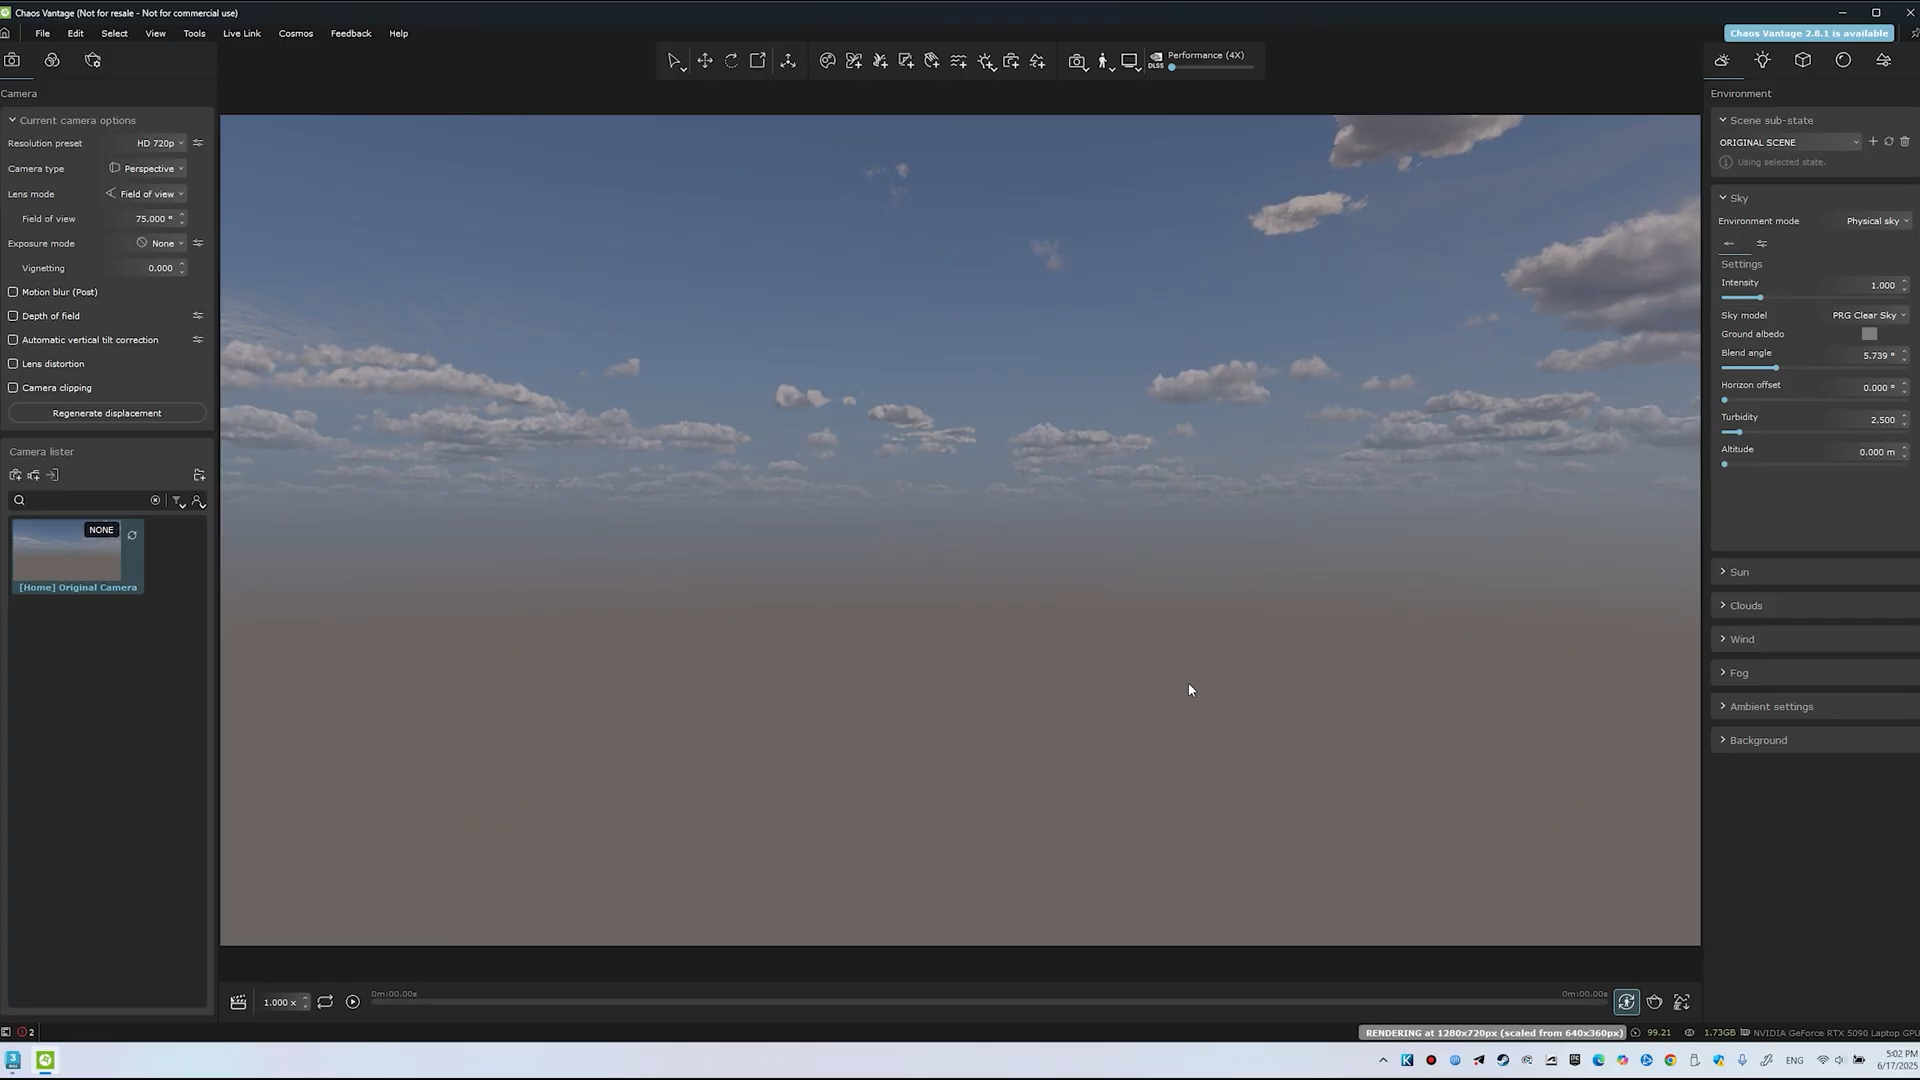 Chaos Vantage (Not for resale - Not for commercial use)
File Edit Select View Tools Live Link Cosmos Feedback Help
Chaos Vantage 2.8.1 is available
DLSS
Performance (4X)
Camera
Current camera options
Resolution preset HD 720p
Camera type Perspective
Lens mode Field of view
Field of view 75.000 °
Exposure mode None
Vignetting 0.000
Motion blur (Post)
Depth of field
Automatic vertical tilt correction
Lens distortion
Camera clipping
Regenerate displacement
Camera lister
NONE
[Home] Original Camera
Environment
Scene sub-state
ORIGINAL SCENE
Using selected state.
Sky
Environment mode Physical sky
Settings
Intensity 1.000
Sky model PRG Clear Sky
Ground albedo
Blend angle 5.739 °
Horizon offset 0.000 °
Turbidity 2.500
Altitude 0.000 m
Sun
Clouds
Wind
Fog
Ambient settings
Background
1.000 x
0m:00.00s
0m:00.00s
2
RENDERING at 1280x720px (scaled from 640x360px) 99.21 1.73GB NVIDIA GeForce RTX 5090 Laptop GPU
3
MAX
K
ENG
5:02 PM
6/17/2025